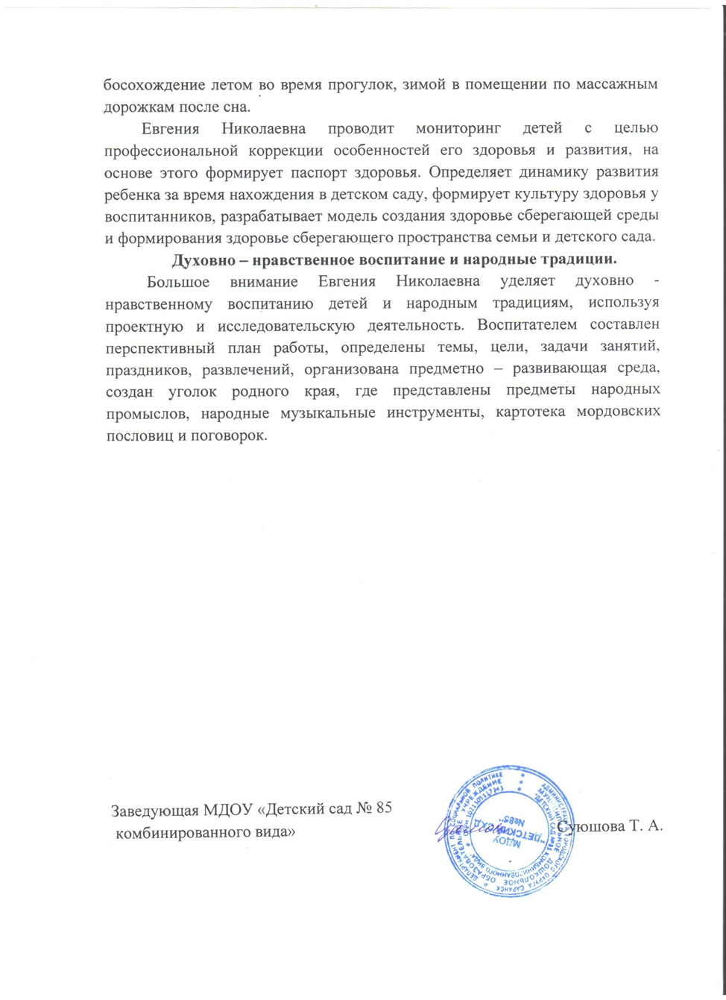 босохождение летом во время прогулок, зимой в помещении по массажным
дорожкам после сна.
Евгения Николаевна проводит мониторинг детей с целью
профессиональной коррекции особенностей его здоровья и развития, на
основе этого формирует паспорт здоровья. Определяет динамику развития
ребенка за время нахождения в детском саду, формирует культуру здоровья у
воспитанников, разрабатывает модель создания здоровье сберегающей среды
и формирования здоровье сберегающего пространства семьи и детского сада.
Духовно – нравственное воспитание и народные традиции.
Большое внимание Евгения Николаевна уделяет духовно -
нравственному воспитанию детей и народным традициям, используя
проектную и исследовательскую деятельность. Воспитателем составлен
перспективный план работы, определены темы, цели, задачи занятий,
праздников, развлечений, организована предметно – развивающая среда,
создан уголок родного края, где представлены предметы народных
промыслов, народные музыкальные инструменты, картотека мордовских
пословиц и поговорок.
Заведующая МДОУ «Детский сад № 85
комбинированного вида»
Суюшова Т. А.
МДОУ
"ДЕТСКИЙ САД
№85"